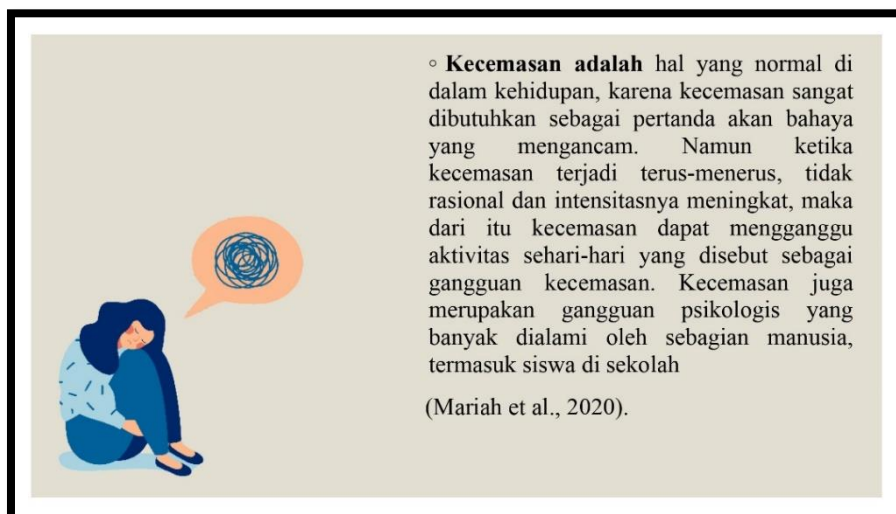 ◦ Kecemasan adalah hal yang normal di
dalam kehidupan, karena kecemasan sangat
dibutuhkan sebagai pertanda akan bahaya
yang mengancam. Namun ketika
kecemasan terjadi terus-menerus, tidak
rasional dan intensitasnya meningkat, maka
dari itu kecemasan dapat mengganggu
aktivitas sehari-hari yang disebut sebagai
gangguan kecemasan. Kecemasan juga
merupakan gangguan psikologis yang
banyak dialami oleh sebagian manusia,
termasuk siswa di sekolah
(Mariah et al., 2020).